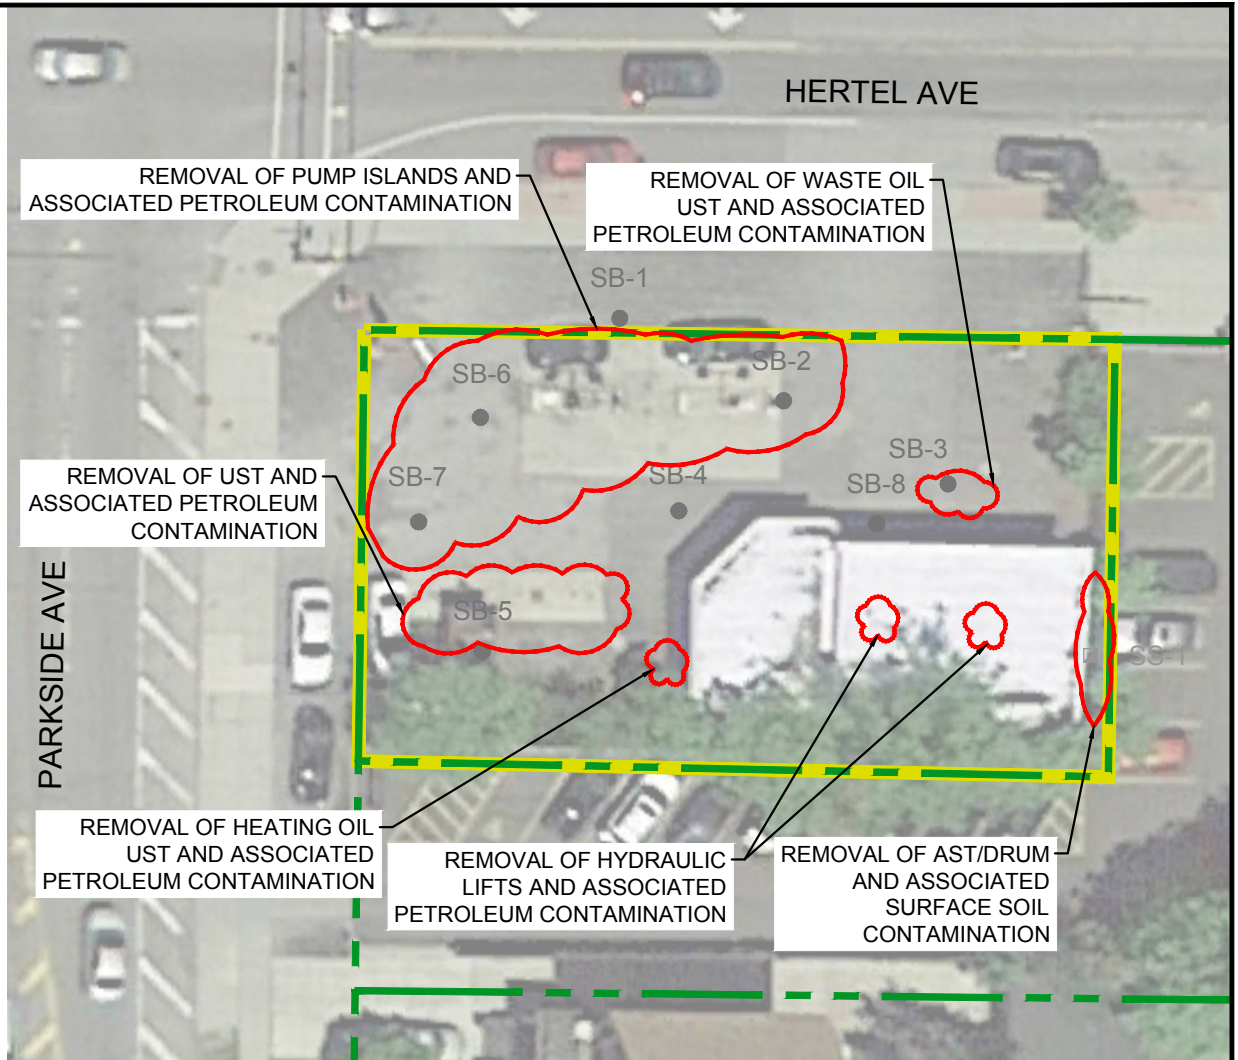 HERTEL AVE
REMOVAL OF PUMP ISLANDS AND
ASSOCIATED PETROLEUM CONTAMINATION
REMOVAL OF WASTE OIL
UST AND ASSOCIATED
PETROLEUM CONTAMINATION
SB-1
SB-6
SB-2
SB-7
SB-4
SB-3
SB-8
REMOVAL OF UST AND
ASSOCIATED PETROLEUM
CONTAMINATION
SB-5
SS-1
PARKSIDE AVE
REMOVAL OF HEATING OIL
UST AND ASSOCIATED
PETROLEUM CONTAMINATION
REMOVAL OF HYDRAULIC
LIFTS AND ASSOCIATED
PETROLEUM CONTAMINATION
REMOVAL OF AST/DRUM
AND ASSOCIATED
SURFACE SOIL
CONTAMINATION